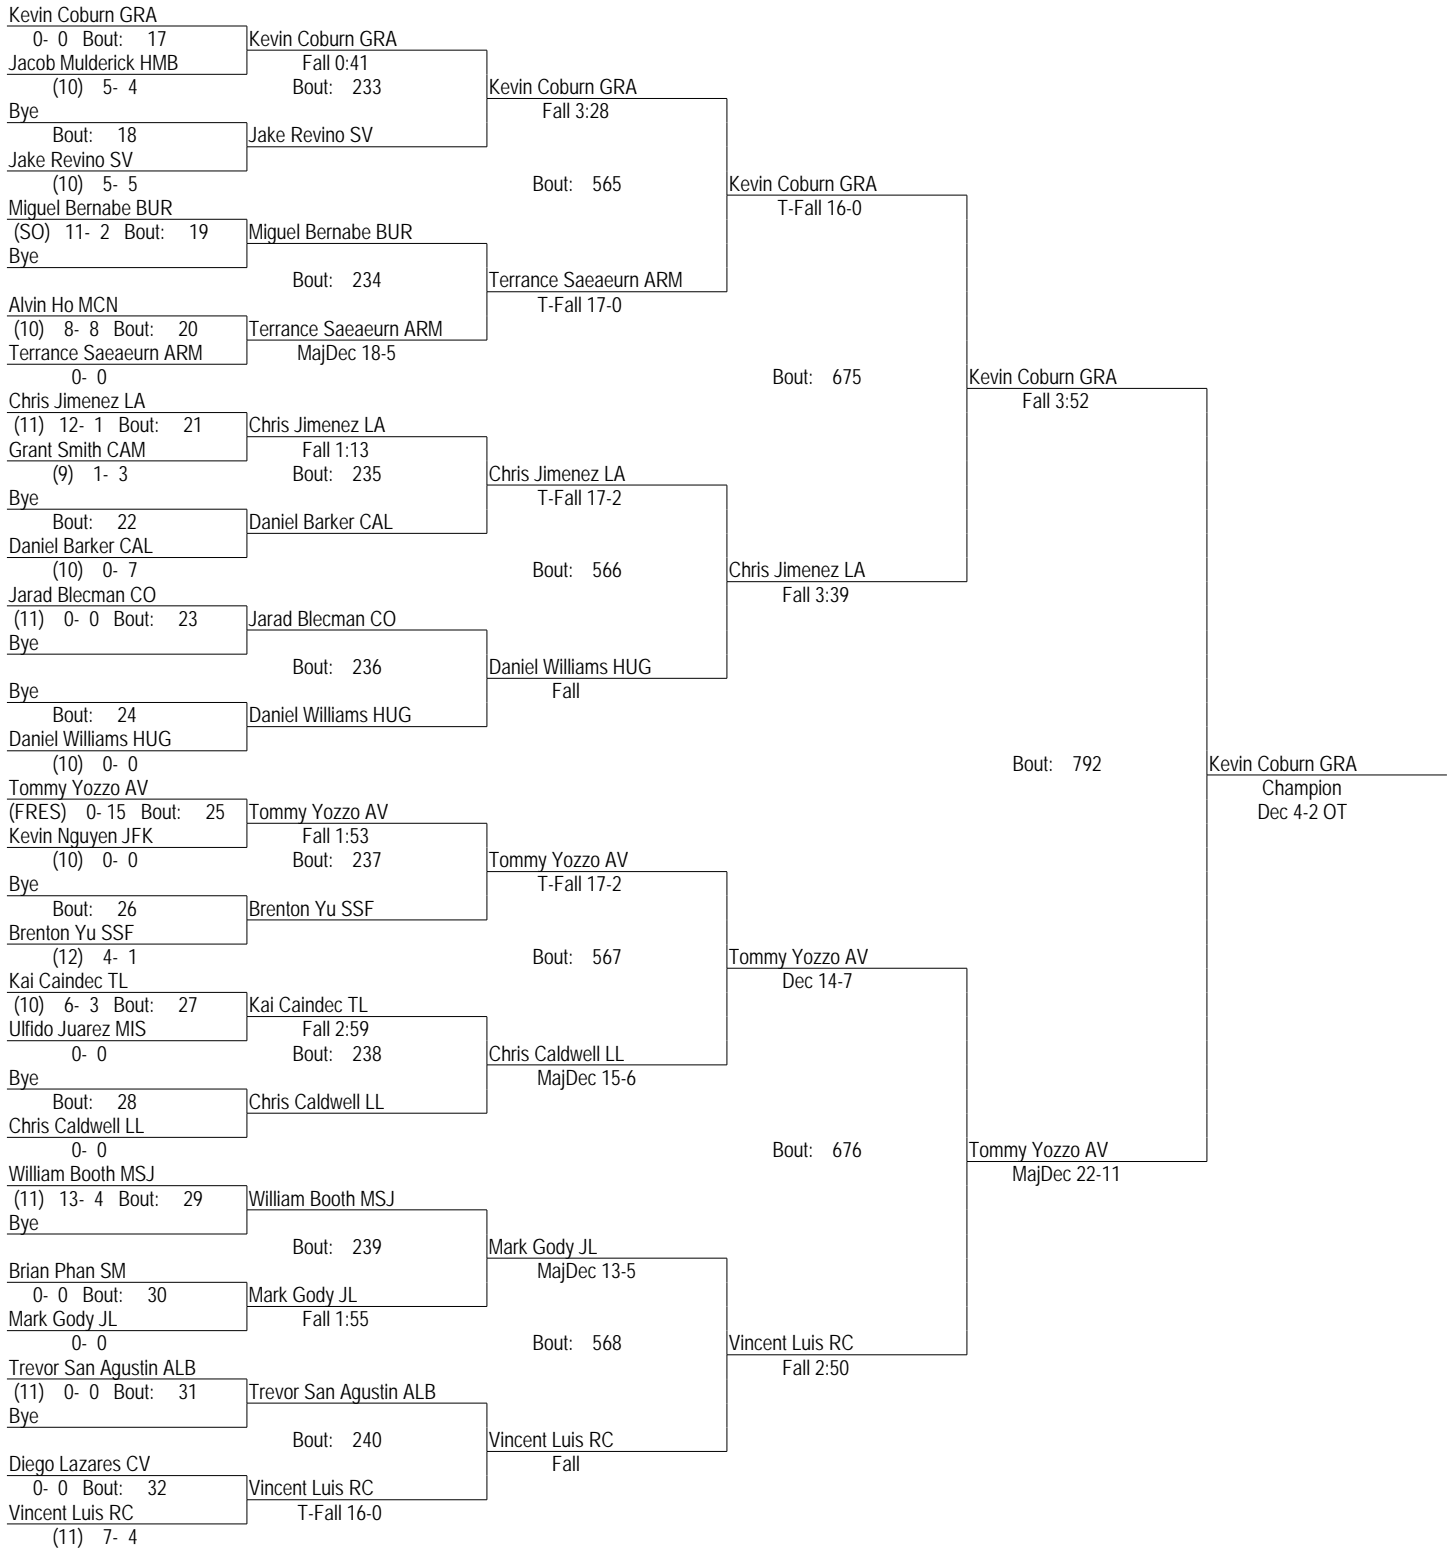 Kevin Coburn GRA
0- 0 Bout: 17 Kevin Coburn GRA
Jacob Mulderick HMB Fall 0:41
(10) 5- 4 Bout: 233 Kevin Coburn GRA
Bye Fall 3:28
Bout: 18 Jake Revino SV
Jake Revino SV
(10) 5- 5 Bout: 565 Kevin Coburn GRA
Miguel Bernabe BUR T-Fall 16-0
(SO) 11- 2 Bout: 19 Miguel Bernabe BUR
Bye
Bout: 234 Terrance Saeaeurn ARM
Alvin Ho MCN T-Fall 17-0
(10) 8- 8 Bout: 20 Terrance Saeaeurn ARM
Terrance Saeaeurn ARM MajDec 18-5
0- 0 Bout: 675 Kevin Coburn GRA
Chris Jimenez LA Fall 3:52
(11) 12- 1 Bout: 21 Chris Jimenez LA
Grant Smith CAM Fall 1:13
(9) 1- 3 Bout: 235 Chris Jimenez LA
Bye T-Fall 17-2
Bout: 22 Daniel Barker CAL
Daniel Barker CAL
(10) 0- 7 Bout: 566 Chris Jimenez LA
Jarad Blecman CO Fall 3:39
(11) 0- 0 Bout: 23 Jarad Blecman CO
Bye
Bout: 236 Daniel Williams HUG
Bye Fall
Bout: 24 Daniel Williams HUG
Daniel Williams HUG
(10) 0- 0 Bout: 792 Kevin Coburn GRA
Tommy Yozzo AV Champion
(FRES) 0- 15 Bout: 25 Tommy Yozzo AV Dec 4-2 OT
Kevin Nguyen JFK Fall 1:53
(10) 0- 0 Bout: 237 Tommy Yozzo AV
Bye T-Fall 17-2
Bout: 26 Brenton Yu SSF
Brenton Yu SSF
(12) 4- 1 Bout: 567 Tommy Yozzo AV
Kai Caindec TL Dec 14-7
(10) 6- 3 Bout: 27 Kai Caindec TL
Ulfido Juarez MIS Fall 2:59
0- 0 Bout: 238 Chris Caldwell LL
Bye MajDec 15-6
Bout: 28 Chris Caldwell LL
Chris Caldwell LL
0- 0 Bout: 676 Tommy Yozzo AV
William Booth MSJ MajDec 22-11
(11) 13- 4 Bout: 29 William Booth MSJ
Bye
Bout: 239 Mark Gody JL
Brian Phan SM MajDec 13-5
0- 0 Bout: 30 Mark Gody JL
Mark Gody JL Fall 1:55
0- 0 Bout: 568 Vincent Luis RC
Trevor San Agustin ALB Fall 2:50
(11) 0- 0 Bout: 31 Trevor San Agustin ALB
Bye
Bout: 240 Vincent Luis RC
Diego Lazares CV Fall
0- 0 Bout: 32 Vincent Luis RC
Vincent Luis RC T-Fall 16-0
(11) 7- 4